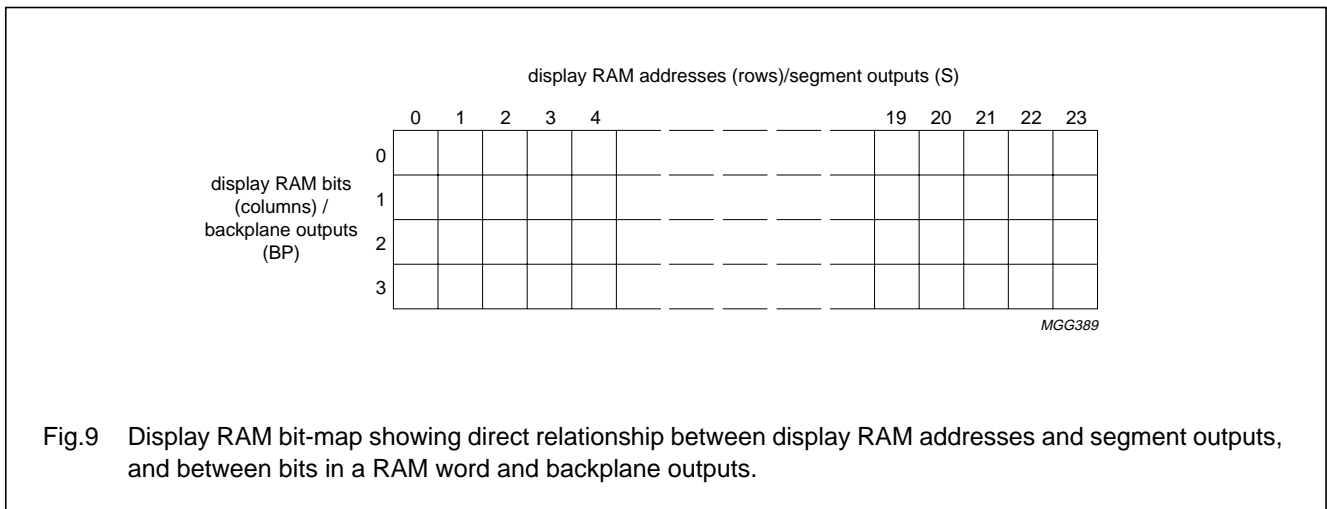 display RAM addresses (rows)/segment outputs (S)
0 1 2 3 4 19 20 21 22 23
0
display RAM bits
1
(columns) /
backplane outputs
2
(BP)
3
MGG389
Fig.9 Display RAM bit-map showing direct relationship between display RAM addresses and segment outputs,
and between bits in a RAM word and backplane outputs.